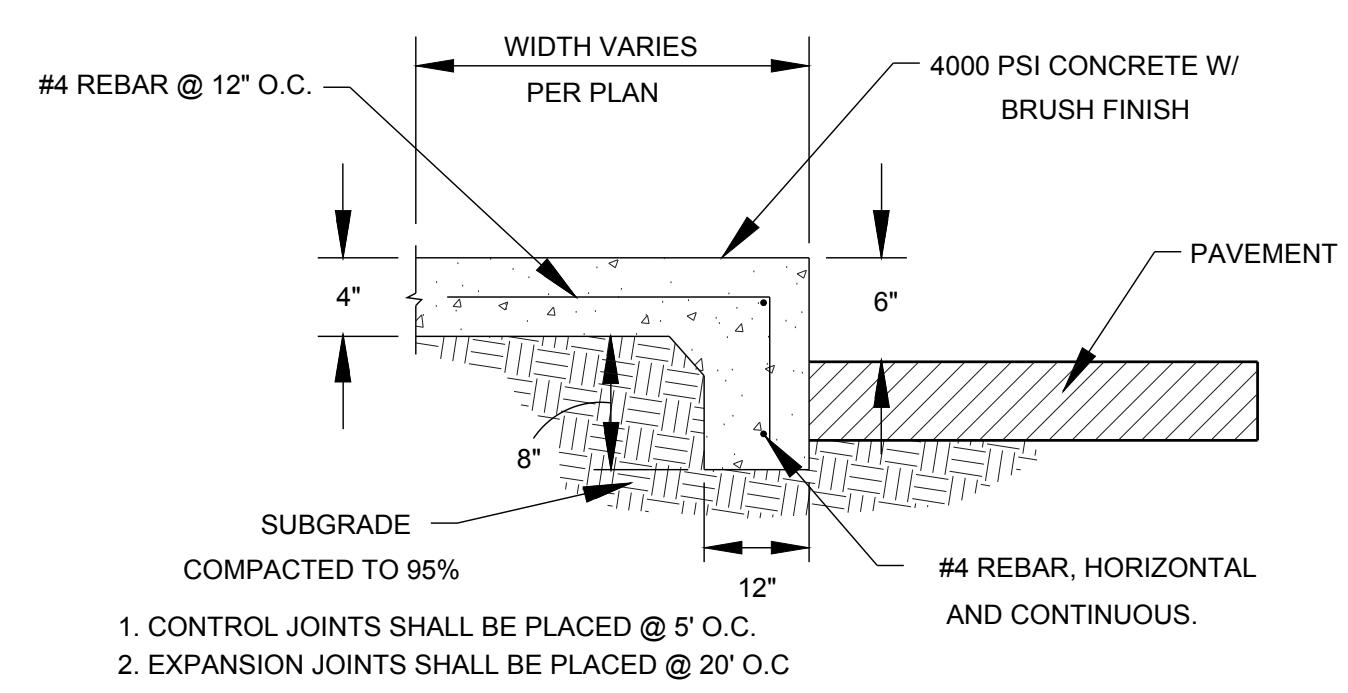 WIDTH VARIES
PER PLAN
#4 REBAR @ 12" O.C.
4000 PSI CONCRETE W/
BRUSH FINISH
PAVEMENT
4"
6"
8"
SUBGRADE
COMPACTED TO 95%
12"
#4 REBAR, HORIZONTAL
AND CONTINUOUS.
1. CONTROL JOINTS SHALL BE PLACED @ 5' O.C.
2. EXPANSION JOINTS SHALL BE PLACED @ 20' O.C